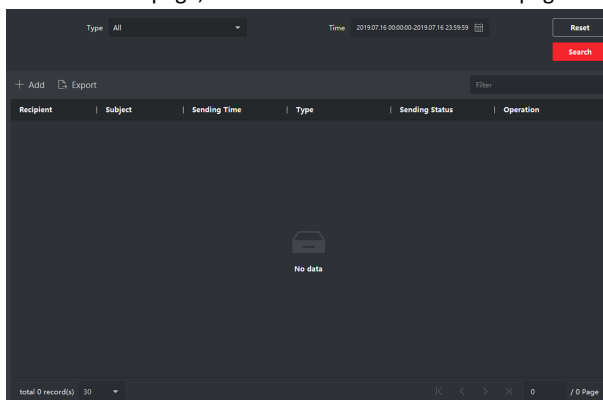 Type All Time 2019.07.16 00:00:00-2019.07.16 23:59:59 Reset
Search
Add Export Filter
Recipient Subject Sending Time Type Sending Status Operation
No data
total 0 record(s) 30 0 / 0 Page